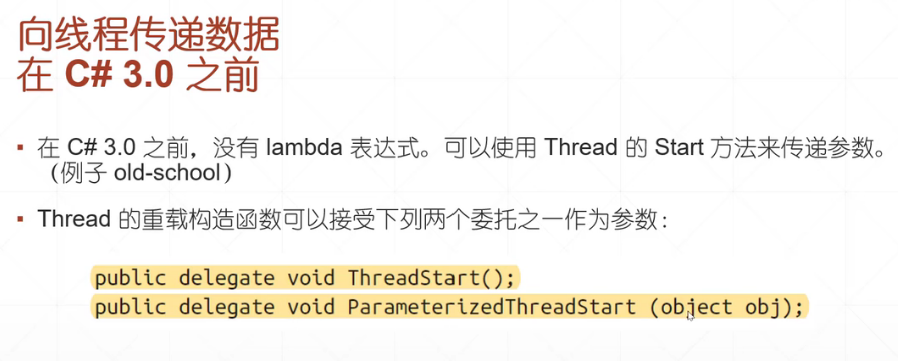 向线程传递数据
在 C# 3.0 之前
▪ 在 C# 3.0 之前，没有 lambda 表达式。可以使用 Thread 的 Start 方法来传递参数。
（例子 old-school）
▪ Thread 的重载构造函数可以接受下列两个委托之一作为参数：
public delegate void ThreadStart();
public delegate void ParameterizedThreadStart (object obj);